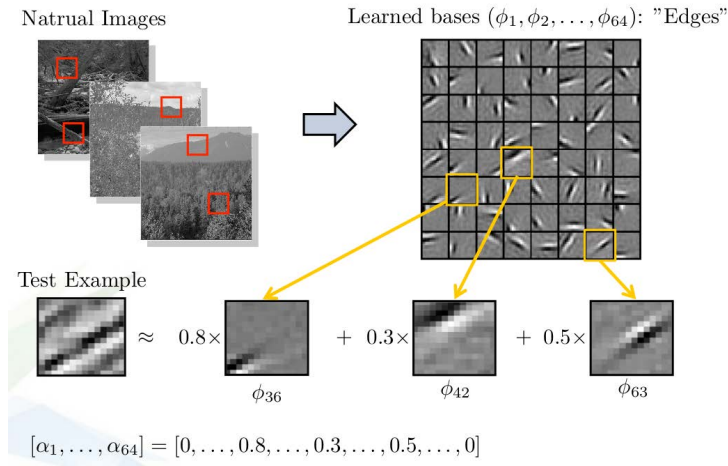 Natrual Images
Learned bases (ϕ₁, ϕ₂, . . . , ϕ₆₄): "Edges"
Test Example
≈ 0.8× + 0.3× + 0.5×
ϕ₃₆ ϕ₄₂ ϕ₆₃
[α₁, . . . , α₆₄] = [0, . . . , 0.8, . . . , 0.3, . . . , 0.5, . . . , 0]